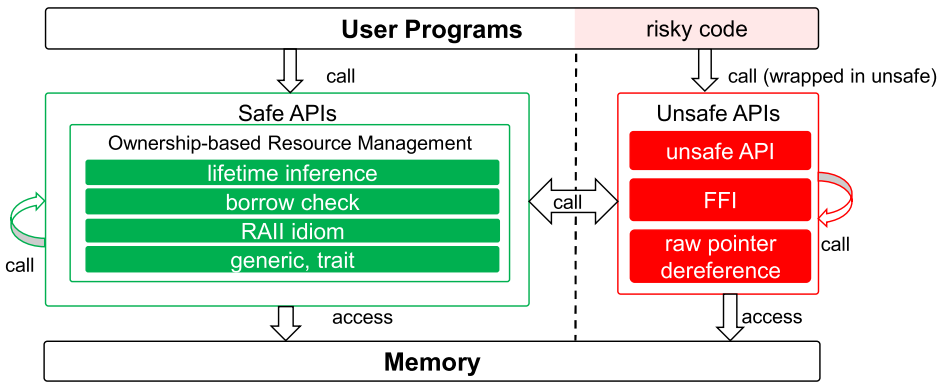 User Programs
risky code
call
call (wrapped in unsafe)
Safe APIs
Ownership-based Resource Management
lifetime inference
borrow check
RAII idiom
generic, trait
call
call
Unsafe APIs
unsafe API
FFI
raw pointer
dereference
call
access
access
Memory